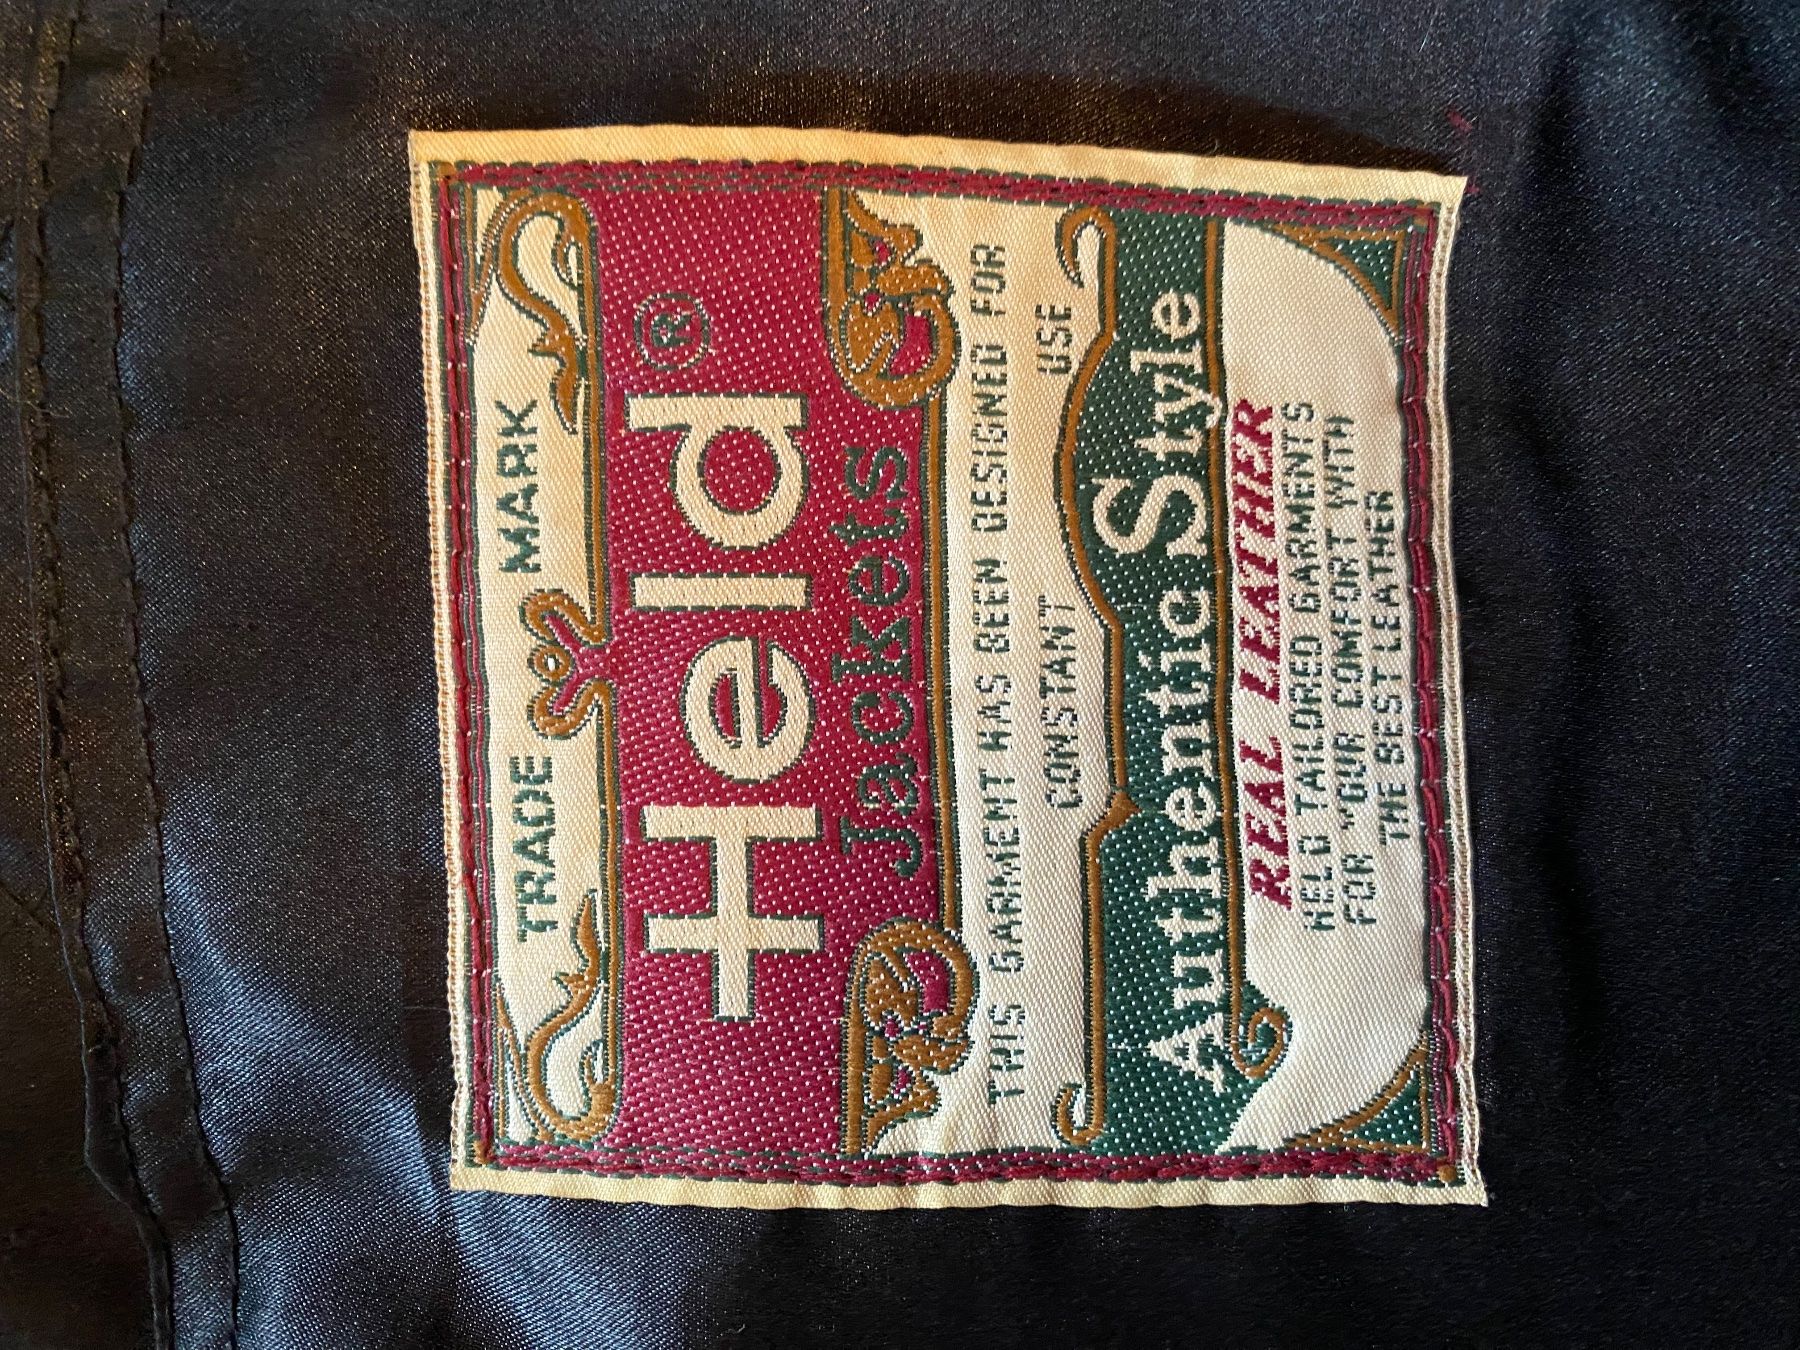 TRADE MARK
Held ®
Jackets
THIS GARMENT HAS BEEN DESIGNED FOR
CONSTANT USE
Authentic Style
REAL LEATHER
HELD TAILORED GARMENTS
FOR "OUR COMFORT WITH
THE BEST LEATHER